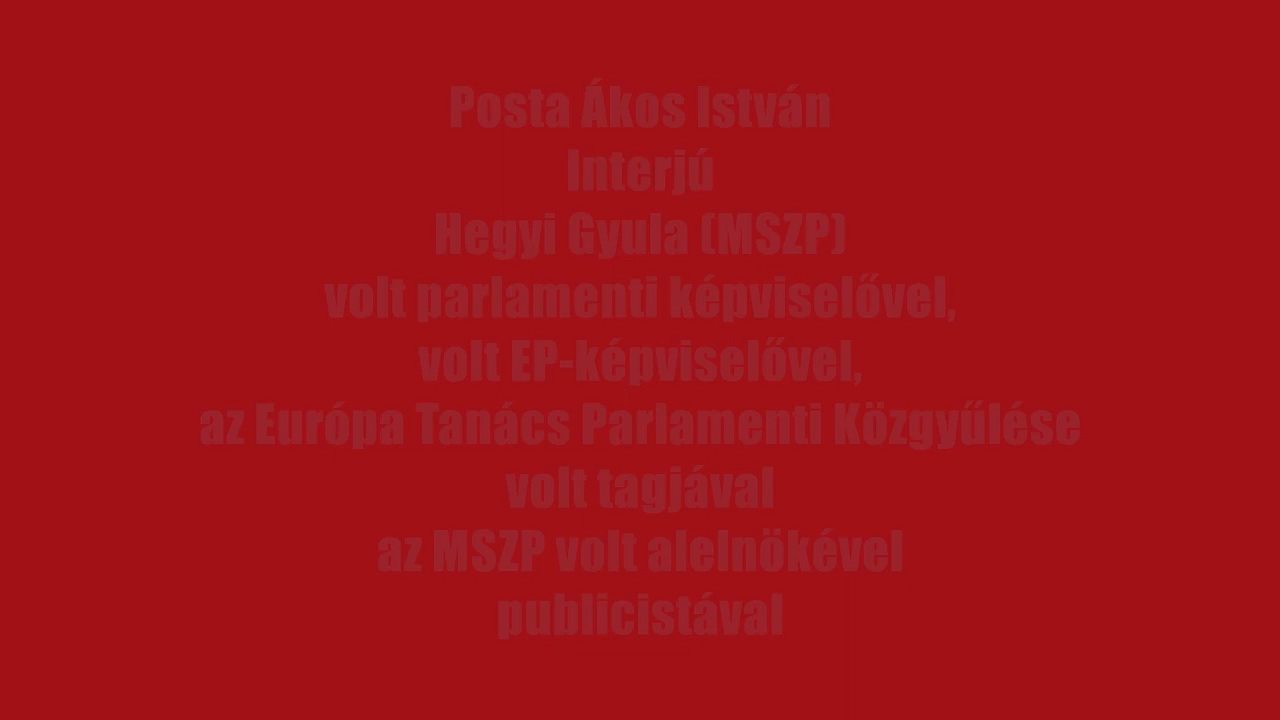 Posta Ákos István
Interjú
Hegyi Gyula (MSZP)
volt parlamenti képviselővel,
volt EP-képviselővel,
az Európa Tanács Parlamenti Közgyűlése
volt tagjával
az MSZP volt alelnökével
publicistával